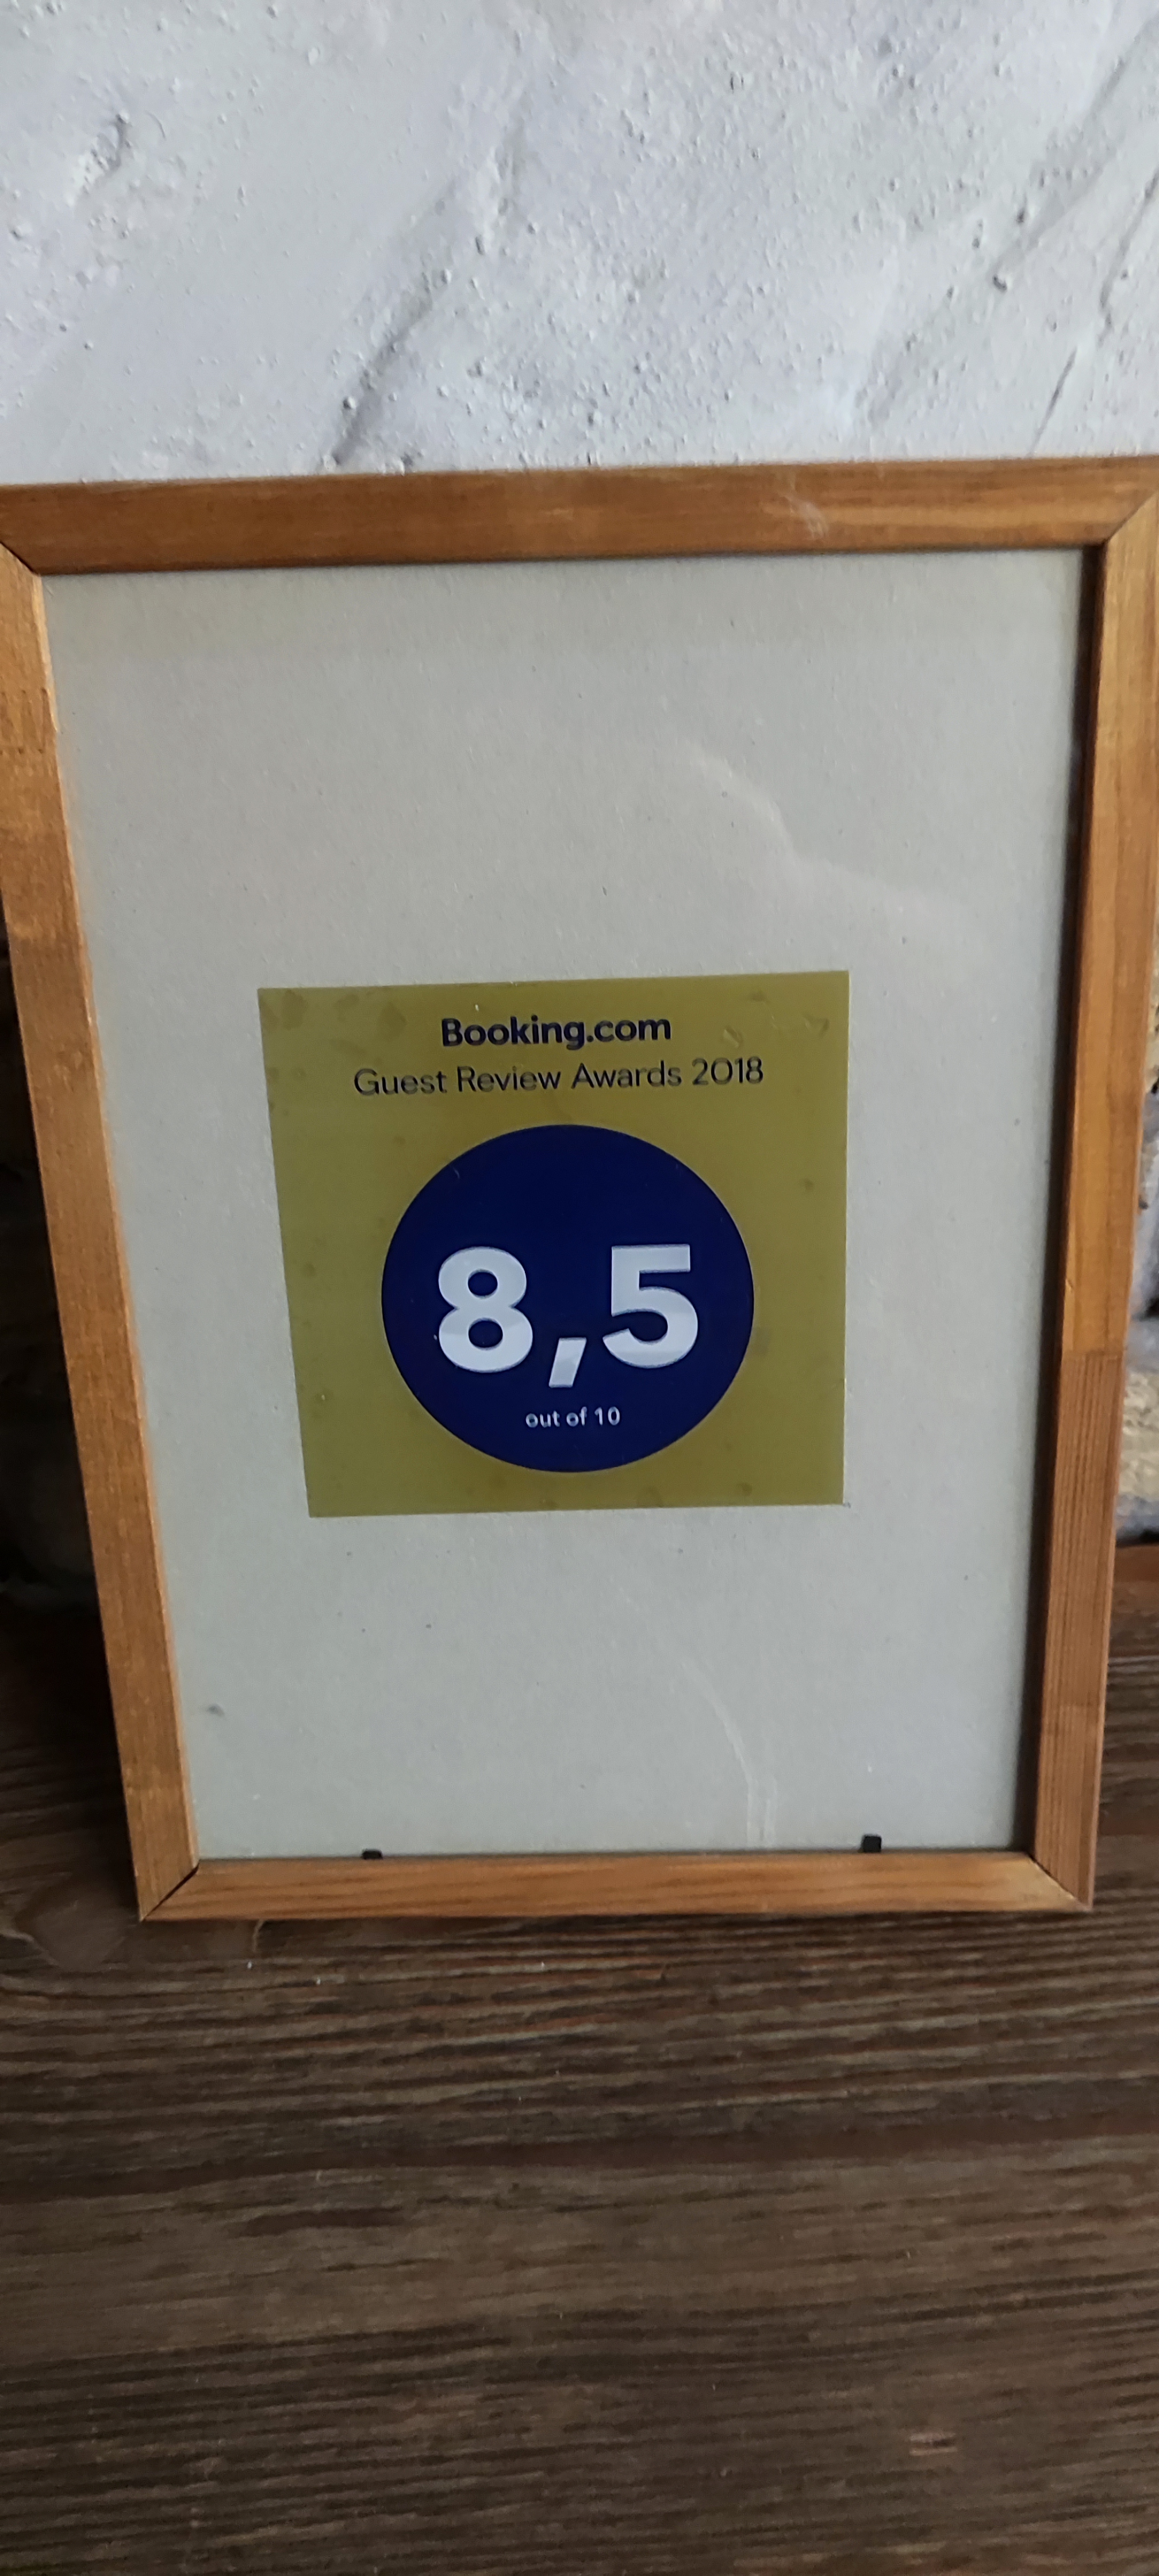 Booking.com
Guest Review Awards 2018
8,5
out of 10